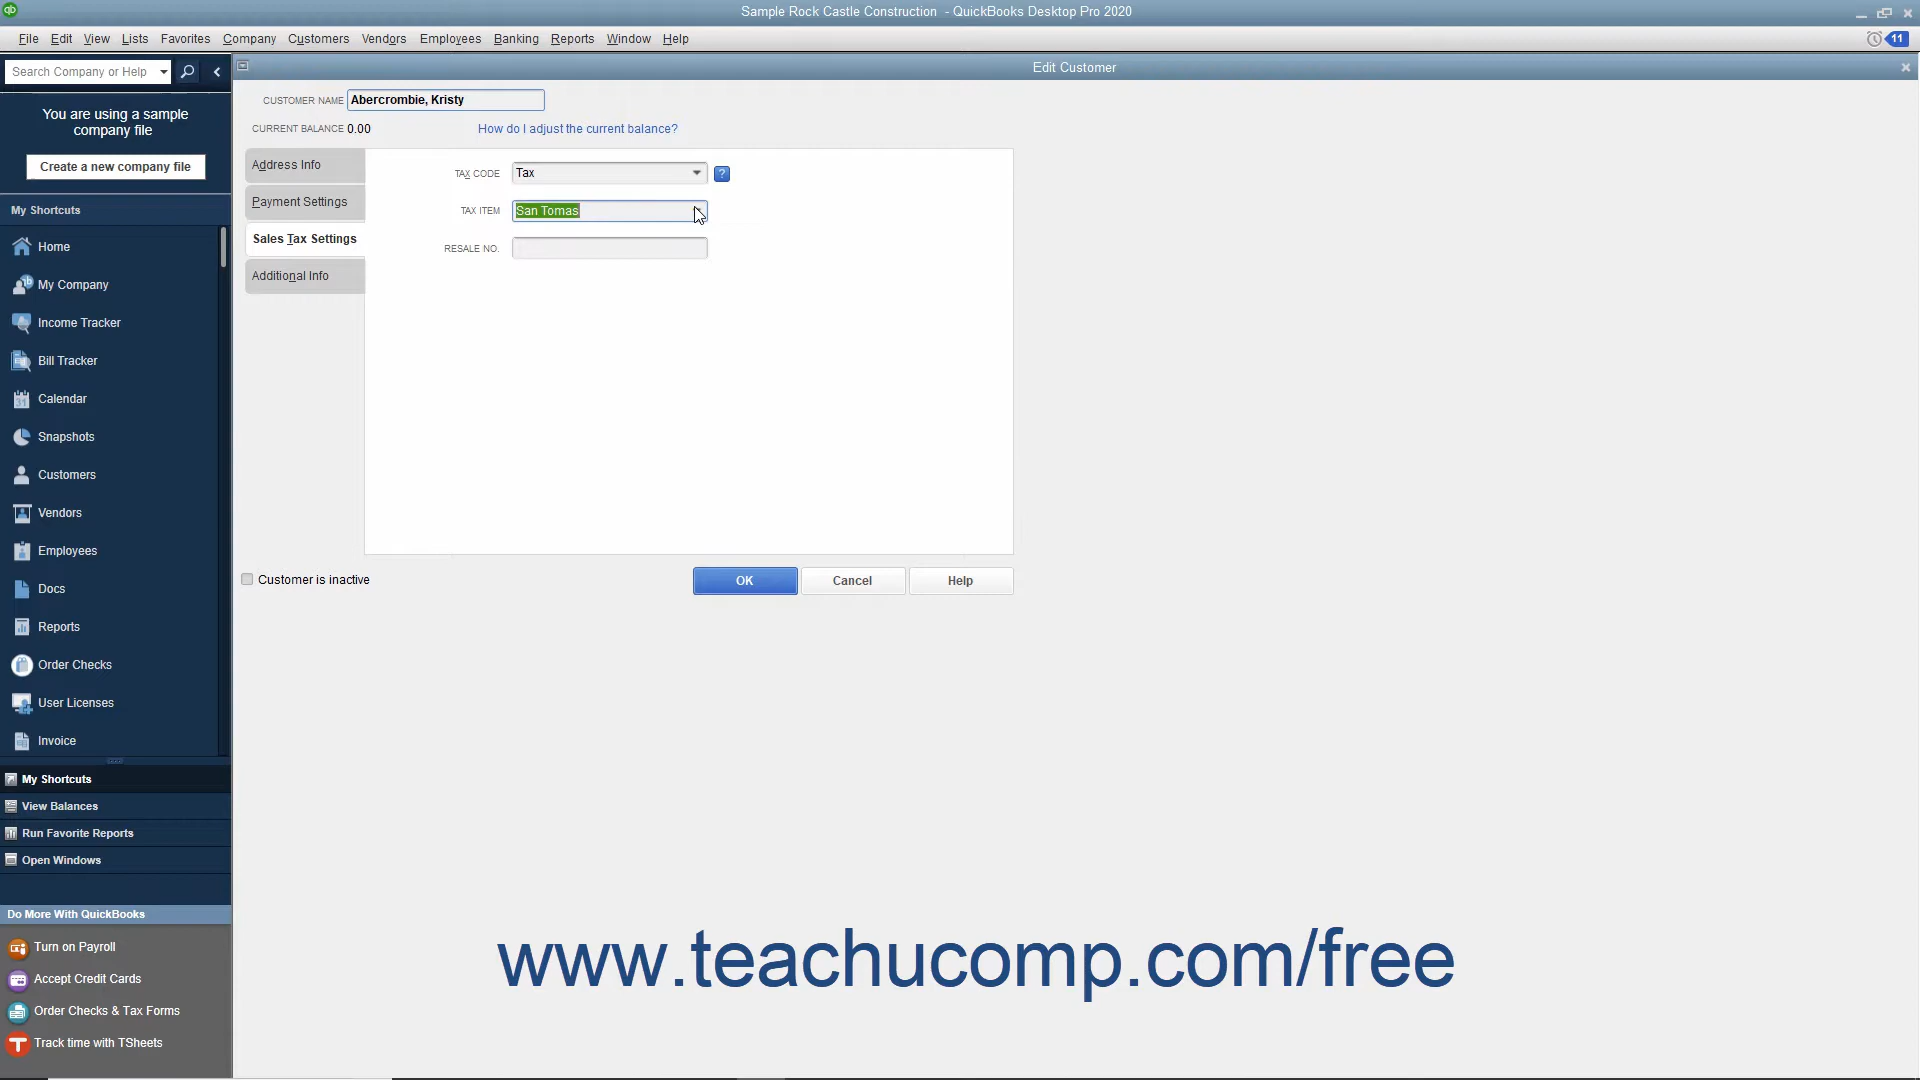 Sample Rock Castle Construction - QuickBooks Desktop Pro 2020
File Edit View Lists Favorites Company Customers Vendors Employees Banking Reports Window Help
11
Search Company or Help
Edit Customer
You are using a sample
company file
Create a new company file
My Shortcuts
Home
My Company
Income Tracker
Bill Tracker
Calendar
Snapshots
Customers
Vendors
Employees
Docs
Reports
Order Checks
User Licenses
Invoice
My Shortcuts
View Balances
Run Favorite Reports
Open Windows
Do More With QuickBooks
Turn on Payroll
Accept Credit Cards
Order Checks & Tax Forms
Track time with TSheets
CUSTOMER NAME Abercrombie, Kristy
CURRENT BALANCE 0.00 How do I adjust the current balance?
Address Info
Payment Settings
Sales Tax Settings
Additional Info
TAX CODE Tax ?
TAX ITEM San Tomas
RESALE NO.
Customer is inactive
OK Cancel Help
www.teachucomp.com/free